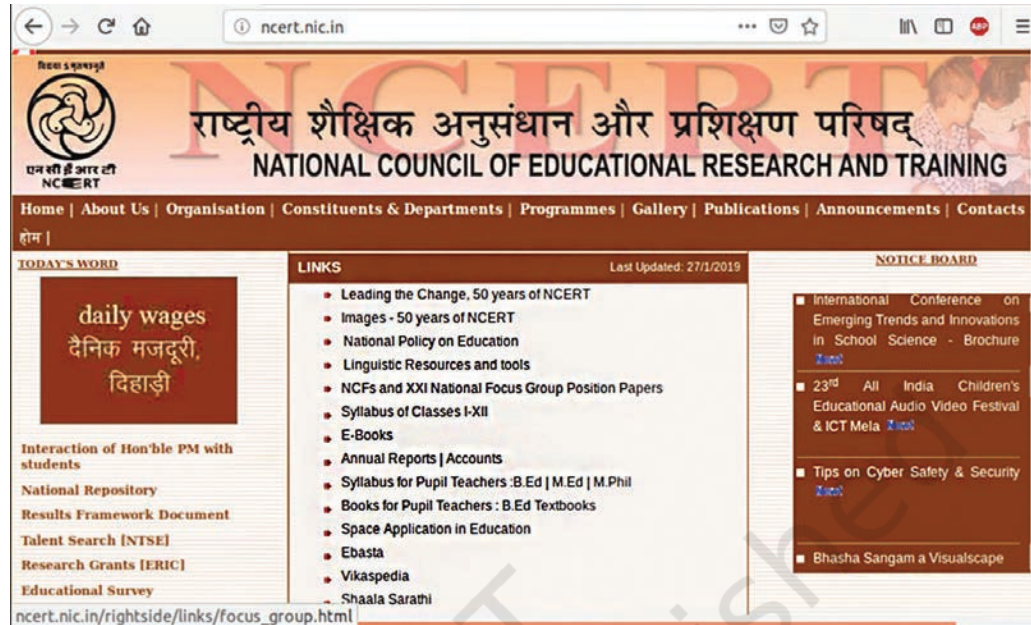 ncert.nic.in
ABP
विद्यया ऽ मृतमश्नुते
एन सी ई आर टी
NCERT
NCERT
राष्ट्रीय शैक्षिक अनुसंधान और प्रशिक्षण परिषद्
NATIONAL COUNCIL OF EDUCATIONAL RESEARCH AND TRAINING
Home | About Us | Organisation | Constituents & Departments | Programmes | Gallery | Publications | Announcements | Contacts
होम |
TODAY'S WORD
daily wages
दैनिक मजदूरी,
दिहाड़ी
Interaction of Hon'ble PM with
students
National Repository
Results Framework Document
Talent Search [NTSE]
Research Grants [ERIC]
Educational Survey
LINKS Last Updated: 27/1/2019
Leading the Change, 50 years of NCERT
Images - 50 years of NCERT
National Policy on Education
Linguistic Resources and tools
NCFs and XXI National Focus Group Position Papers
Syllabus of Classes I-XII
E-Books
Annual Reports | Accounts
Syllabus for Pupil Teachers :B.Ed | M.Ed | M.Phil
Books for Pupil Teachers : B.Ed Textbooks
Space Application in Education
Ebasta
Vikaspedia
Shaala Sarathi
NOTICE BOARD
International Conference on
Emerging Trends and Innovations
in School Science - Brochure
New!
23rd All India Children's
Educational Audio Video Festival
& ICT Mela New!
Tips on Cyber Safety & Security
New!
Bhasha Sangam a Visualscape
ncert.nic.in/rightside/links/focus_group.html